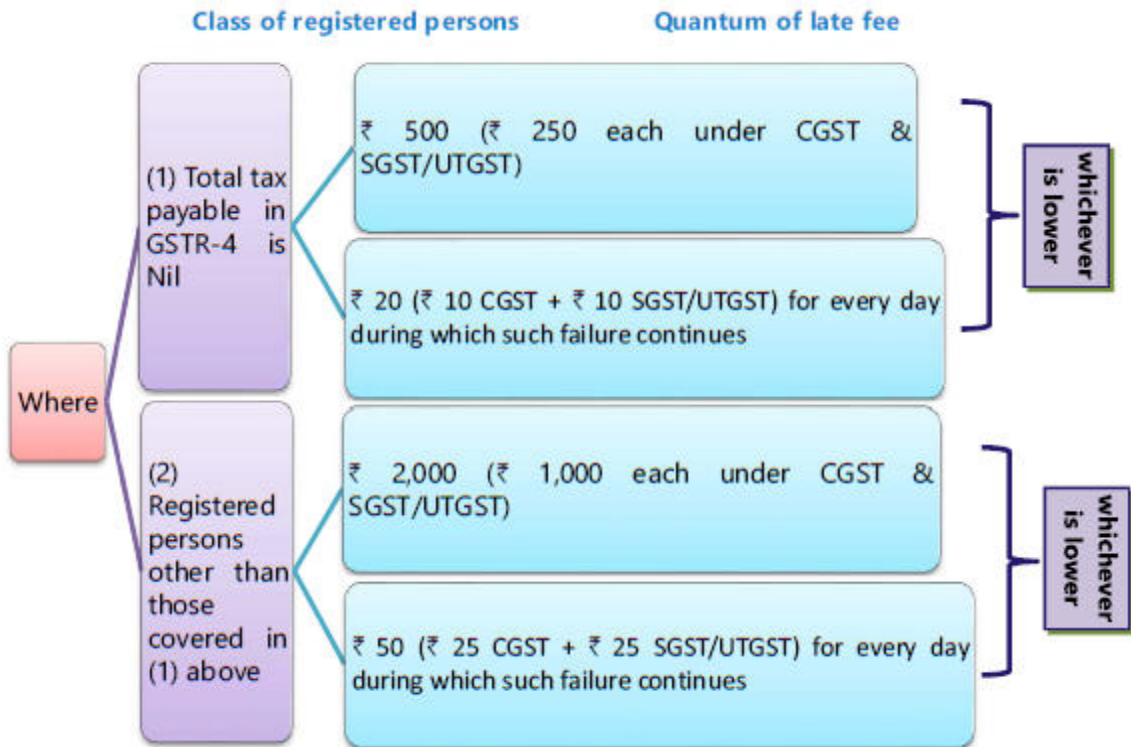 Class of registered persons
Quantum of late fee
Where
(1) Total tax
payable in
GSTR-4 is
Nil
₹ 500 (₹ 250 each under CGST &
SGST/UTGST)
₹ 20 (₹ 10 CGST + ₹ 10 SGST/UTGST) for every day
during which such failure continues
whichever
is lower
(2)
Registered
persons
other than
those
covered in
(1) above
₹ 2,000 (₹ 1,000 each under CGST &
SGST/UTGST)
₹ 50 (₹ 25 CGST + ₹ 25 SGST/UTGST) for every day
during which such failure continues
whichever
is lower